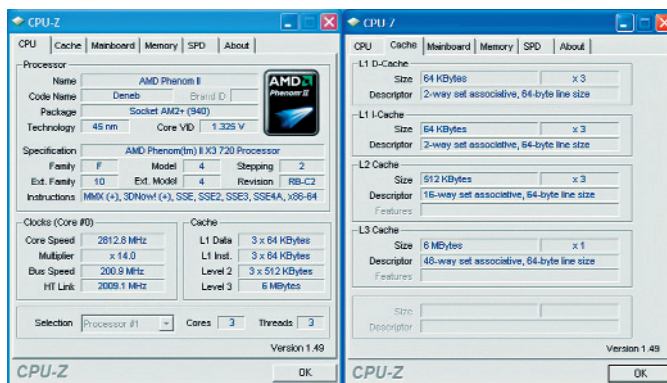 CPU-Z
CPU Cache Mainboard Memory SPD About
Processor
Name AMD Phenom II
Code Name Deneb Brand ID
Package Socket AM2+ (940)
Technology 45 nm Core VID 1.325 V
AMD
Phenom II
Specification AMD Phenom(tm) II X3 720 Processor
Family F Model 4 Stepping 2
Ext. Family 10 Ext. Model 4 Revision RB-C2
Instructions MMX (+), 3DNow! (+), SSE, SSE2, SSE3, SSE4A, x86-64
Clocks (Core #0)
Core Speed 2812.8 MHz
Multiplier x 14.0
Bus Speed 200.9 MHz
HT Link 2009.1 MHz
Cache
L1 Data 3 x 64 KBytes
L1 Inst. 3 x 64 KBytes
Level 2 3 x 512 KBytes
Level 3 6 MBytes
Selection Processor #1 Cores 3 Threads 3
Version 1.49
CPU-Z OK
CPU-Z
CPU Cache Mainboard Memory SPD About
L1 D-Cache
Size 64 KBytes x 3
Descriptor 2-way set associative, 64-byte line size
L1 I-Cache
Size 64 KBytes x 3
Descriptor 2-way set associative, 64-byte line size
L2 Cache
Size 512 KBytes x 3
Descriptor 16-way set associative, 64-byte line size
Features
L3 Cache
Size 6 MBytes x 1
Descriptor 48-way set associative, 64-byte line size
Features
Size
Descriptor
Version 1.49
CPU-Z OK